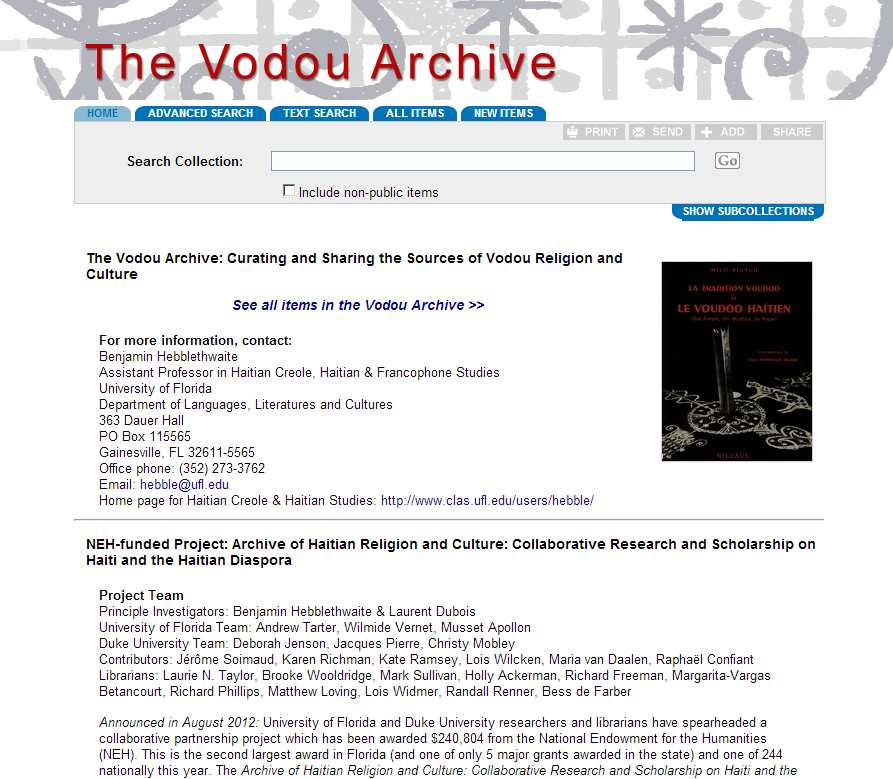 The Vodou Archive
HOME ADVANCED SEARCH TEXT SEARCH ALL ITEMS NEW ITEMS
PRINT SEND ADD SHARE
Search Collection: Go
Include non-public items
SHOW SUBCOLLECTIONS
The Vodou Archive: Curating and Sharing the Sources of Vodou Religion and
Culture
See all items in the Vodou Archive >>
MILO RIGAUD
LA TRADITION VOUDOO
ET
LE VOUDOO HAÏTIEN
(Son Temple, Ses Mystères, Sa Magie)
NICLAUS
For more information, contact:
Benjamin Hebblethwaite
Assistant Professor in Haitian Creole, Haitian & Francophone Studies
University of Florida
Department of Languages, Literatures and Cultures
363 Dauer Hall
PO Box 115565
Gainesville, FL 32611-5565
Office phone: (352) 273-3762
Email: hebble@ufl.edu
Home page for Haitian Creole & Haitian Studies: http://www.clas.ufl.edu/users/hebble/
NEH-funded Project: Archive of Haitian Religion and Culture: Collaborative Research and Scholarship on
Haiti and the Haitian Diaspora
Project Team
Principle Investigators: Benjamin Hebblethwaite & Laurent Dubois
University of Florida Team: Andrew Tarter, Wilmide Vernet, Musset Apollon
Duke University Team: Deborah Jenson, Jacques Pierre, Christy Mobley
Contributors: Jérôme Soimaud, Karen Richman, Kate Ramsey, Lois Wilcken, Maria van Daalen, Raphaël Confiant
Librarians: Laurie N. Taylor, Brooke Wooldridge, Mark Sullivan, Holly Ackerman, Richard Freeman, Margarita-Vargas
Betancourt, Richard Phillips, Matthew Loving, Lois Widmer, Randall Renner, Bess de Farber
Announced in August 2012: University of Florida and Duke University researchers and librarians have spearheaded a
collaborative partnership project which has been awarded $240,804 from the National Endowment for the Humanities
(NEH). This is the second largest award in Florida (and one of only 5 major grants awarded in the state) and one of 244
nationally this year. The Archive of Haitian Religion and Culture: Collaborative Research and Scholarship on Haiti and the